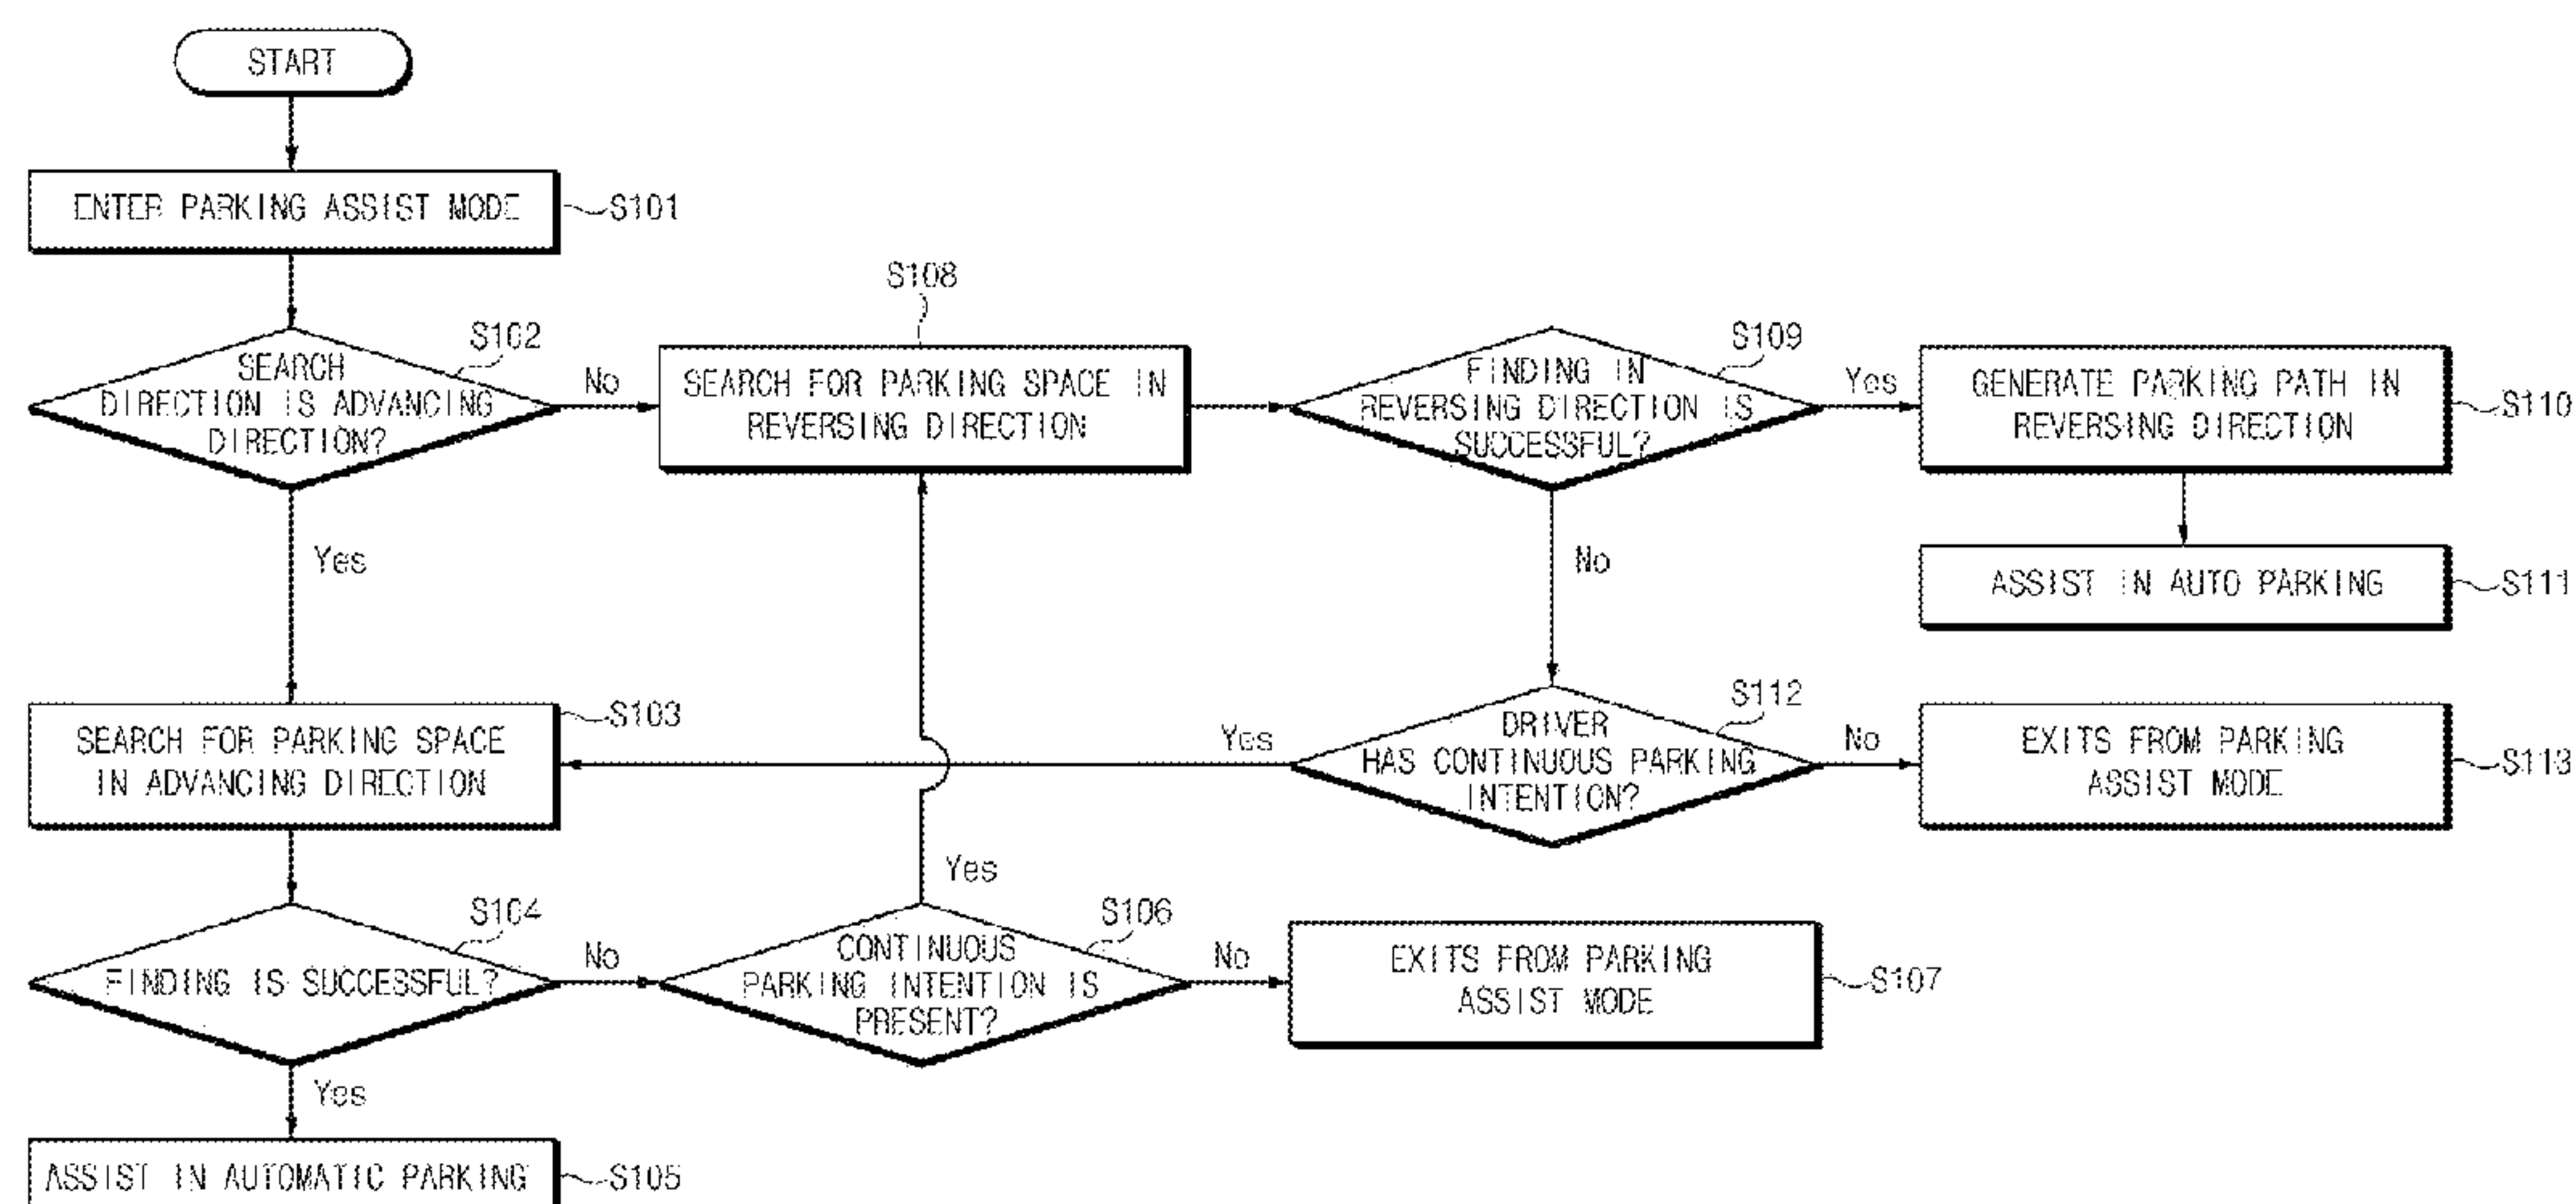 START
ENTER PARKING ASSIST MODE
S101
SEARCH
DIRECTION IS ADVANCING
DIRECTION?
S102
No
Yes
S108
SEARCH FOR PARKING SPACE IN
REVERSING DIRECTION
FINDING IN
REVERSING DIRECTION IS
SUCCESSFUL?
S109
Yes
No
GENERATE PARKING PATH IN
REVERSING DIRECTION
S110
ASSIST IN AUTO PARKING
S111
SEARCH FOR PARKING SPACE
IN ADVANCING DIRECTION
S103
DRIVER
HAS CONTINUOUS PARKING
INTENTION?
S112
Yes
No
EXITS FROM PARKING
ASSIST MODE
S113
FINDING IS SUCCESSFUL?
S104
No
Yes
CONTINUOUS
PARKING INTENTION IS
PRESENT?
S106
Yes
No
EXITS FROM PARKING
ASSIST MODE
S107
ASSIST IN AUTOMATIC PARKING
S105